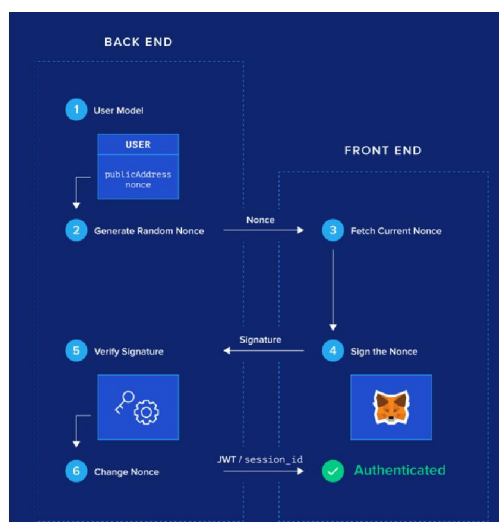 BACK END
1 User Model
USER
publicAddress
nonce
FRONT END
2 Generate Random Nonce
Nonce
3 Fetch Current Nonce
5 Verify Signature
Signature
4 Sign the Nonce
6 Change Nonce
JWT / session_id
Authenticated